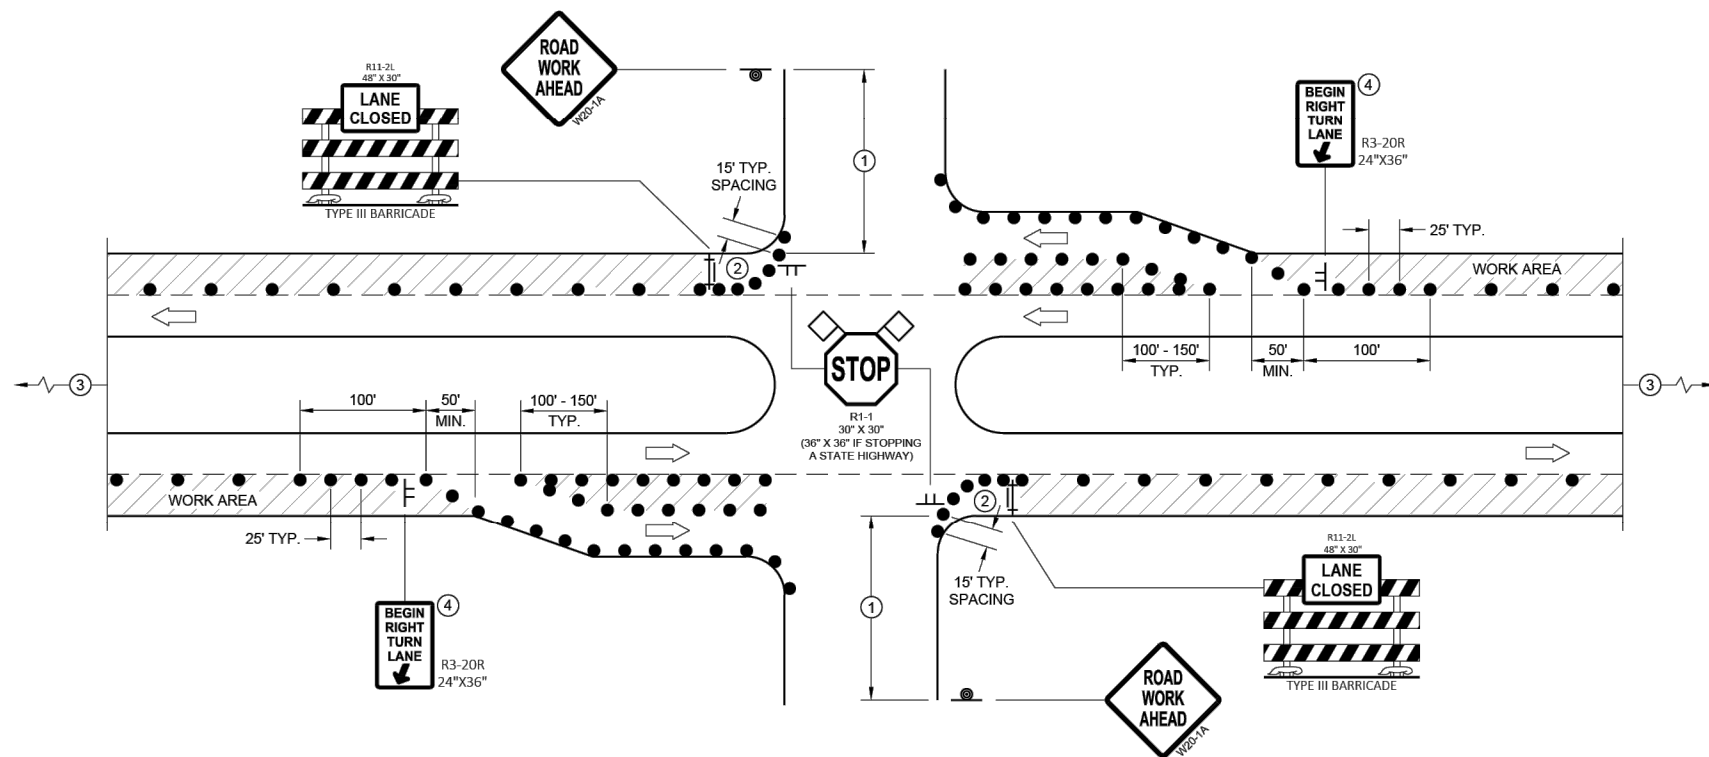 ROAD
WORK
AHEAD
W20-1A
R11-2L
48" X 30"
LANE
CLOSED
TYPE III BARRICADE
15' TYP.
SPACING
1
2
BEGIN
RIGHT
TURN
LANE
4
R3-20R
24"X36"
25' TYP.
WORK AREA
100' - 150'
TYP.
50'
MIN.
100'
3
3
STOP
R1-1
30" X 30"
(36" X 36" IF STOPPING
A STATE HIGHWAY)
100'
50'
MIN.
100' - 150'
TYP.
WORK AREA
25' TYP.
BEGIN
RIGHT
TURN
LANE
4
R3-20R
24"X36"
2
1
15' TYP.
SPACING
R11-2L
48" X 30"
LANE
CLOSED
TYPE III BARRICADE
ROAD
WORK
AHEAD
W20-1A